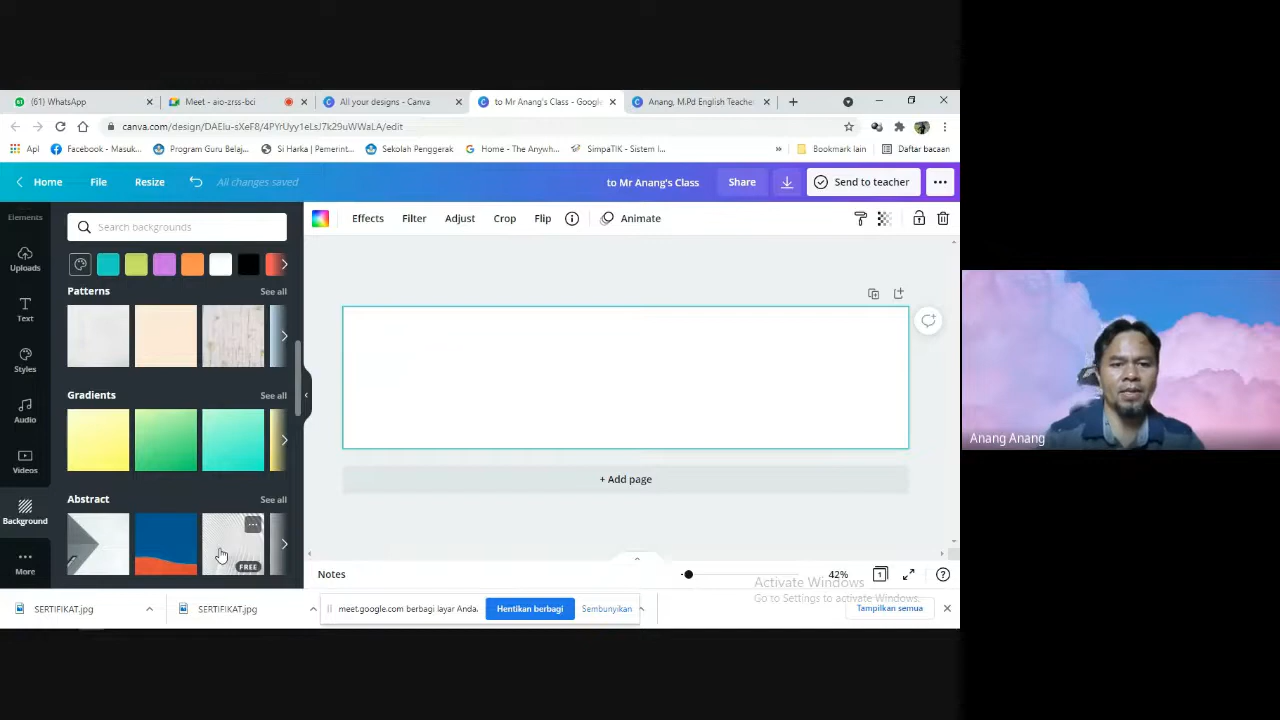 (61) WhatsApp
Meet - aro-zrss-bci
All your designs - Canva
to Mr Anang's Class - Google
Anang, M.Pd English Teache
canva.com/design/DAElu-sXeF8/4PYrUyy1eLsJ7k29uWWaLA/edit
Apl
Facebook - Masuk...
Program Guru Belaj...
Si Harka | Pemerint...
Sekolah Penggerak
Home - The Anywh...
SimpaTIK - Sistem I...
»
Bookmark lain
Daftar bacaan
Home
File
Resize
All changes saved
to Mr Anang's Class
Share
Send to teacher
Elements
Search backgrounds
Effects
Filter
Adjust
Crop
Flip
Animate
Uploads
Text
Styles
Audio
Videos
Background
More
Patterns
See all
Gradients
See all
Abstract
See all
FREE
+ Add page
Notes
42%
1
Activate Windows
Go to Settings to activate Windows.
SERTIFIKAT.jpg
SERTIFIKAT.jpg
meet.google.com berbagi layar Anda.
Hentikan berbagi
Sembunyikan
Tampilkan semua
Anang Anang